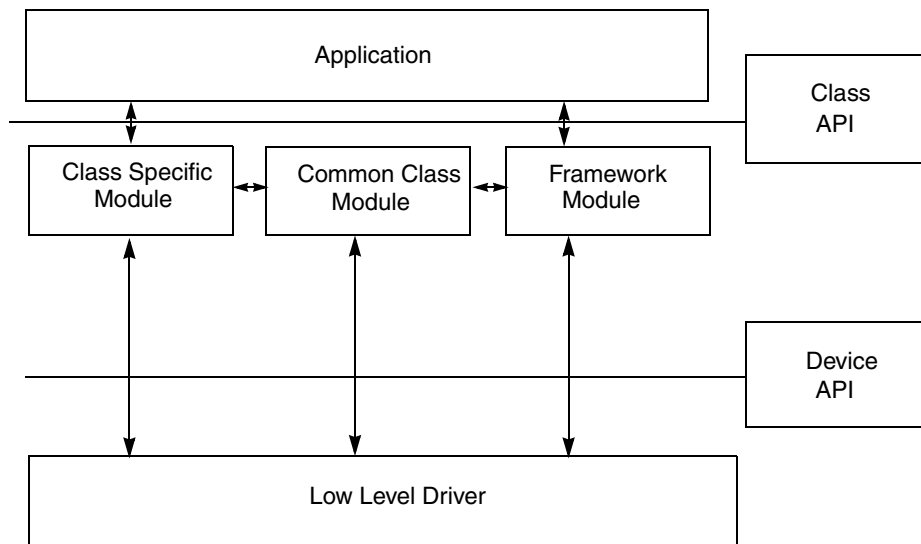 Application
Class
API
Class Specific
Module
Common Class
Module
Framework
Module
Device
API
Low Level Driver